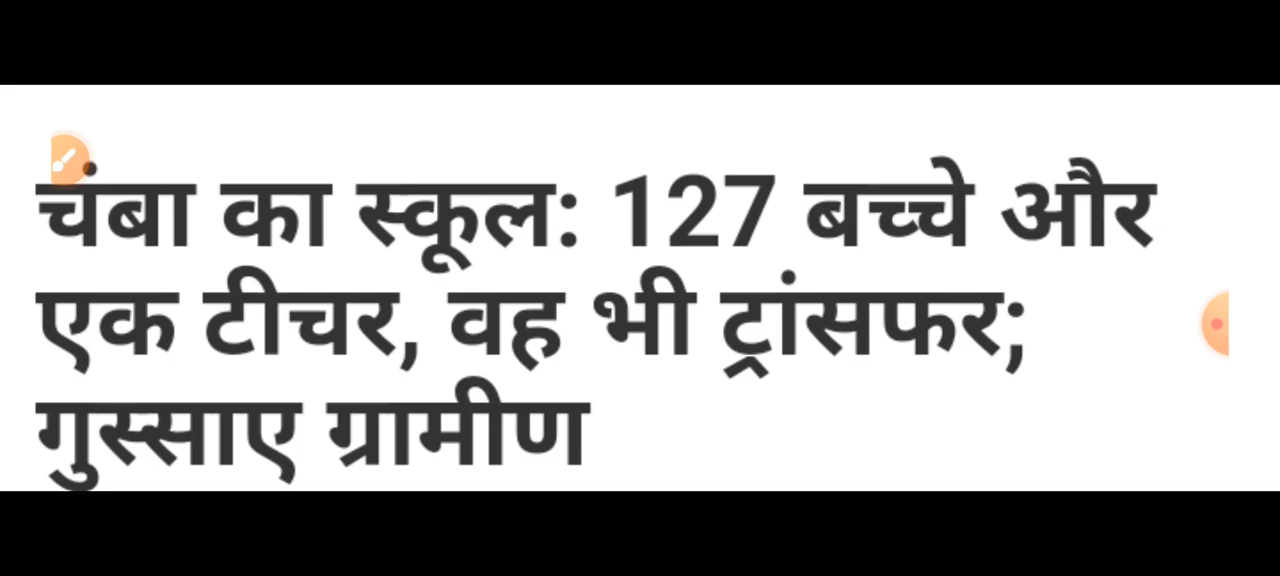 चंबा का स्कूल: 127 बच्चे और
एक टीचर, वह भी ट्रांसफर;
गुस्साए ग्रामीण